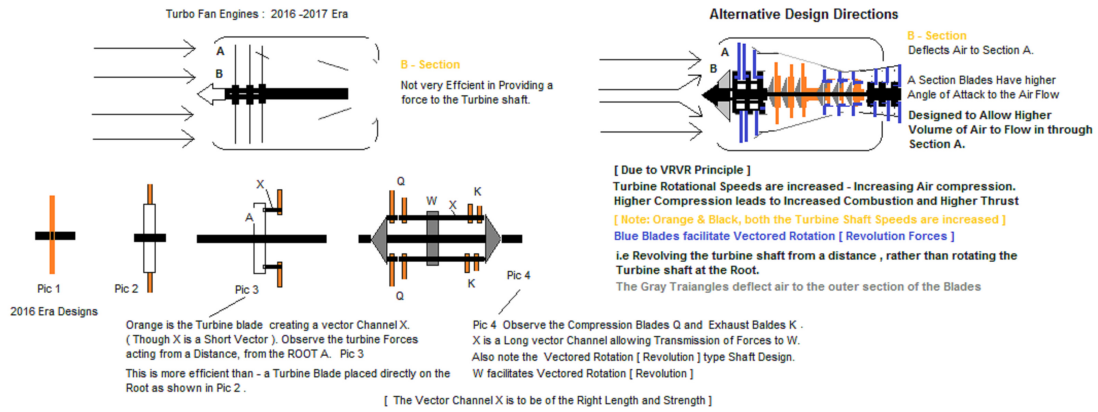 Turbo Fan Engines : 2016 -2017 Era
A
B
B - Section
Not very Effcient in Providing a
force to the Turbine shaft.
Alternative Design Directions
A
B
B - Section
Deflects Air to Section A.
A Section Blades Have higher
Angle of Attack to the Air Flow
Designed to Allow Higher
Volume of Air to Flow in through
Section A.
[ Due to VRVR Principle ]
Turbine Rotational Speeds are increased - Increasing Air compression.
Higher Compression leads to Increased Combustion and Higher Thrust
[ Note: Orange & Black, both the Turbine Shaft Speeds are increased ]
Blue Blades facilitate Vectored Rotation [ Revolution Forces ]
i.e Revolving the turbine shaft from a distance , rather than rotating the
Turbine shaft at the Root.
The Gray Traiangles deflect air to the outer section of the Blades
Pic 1
2016 Era Designs
Pic 2
X
A
Pic 3
Q
W
X
K
Q
K
Pic 4
Orange is the Turbine blade creating a vector Channel X.
( Though X is a Short Vector ). Observe the turbine Forces
acting from a Distance, from the ROOT A. Pic 3
This is more efficient than - a Turbine Blade placed directly on the
Root as shown in Pic 2 .
Pic 4 Observe the Compression Blades Q and Exhaust Baldes K .
X is a Long vector Channel allowing Transmission of Forces to W.
Also note the Vectored Rotation [ Revolution ] type Shaft Design.
W facilitates Vectored Rotation [ Revolution ]
[ The Vector Channel X is to be of the Right Length and Strength ]